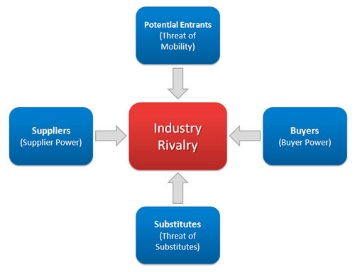 Potential Entrants
(Threat of
Mobility)
Suppliers
(Supplier Power)
Industry
Rivalry
Buyers
(Buyer Power)
Substitutes
(Threat of
Substitutes)